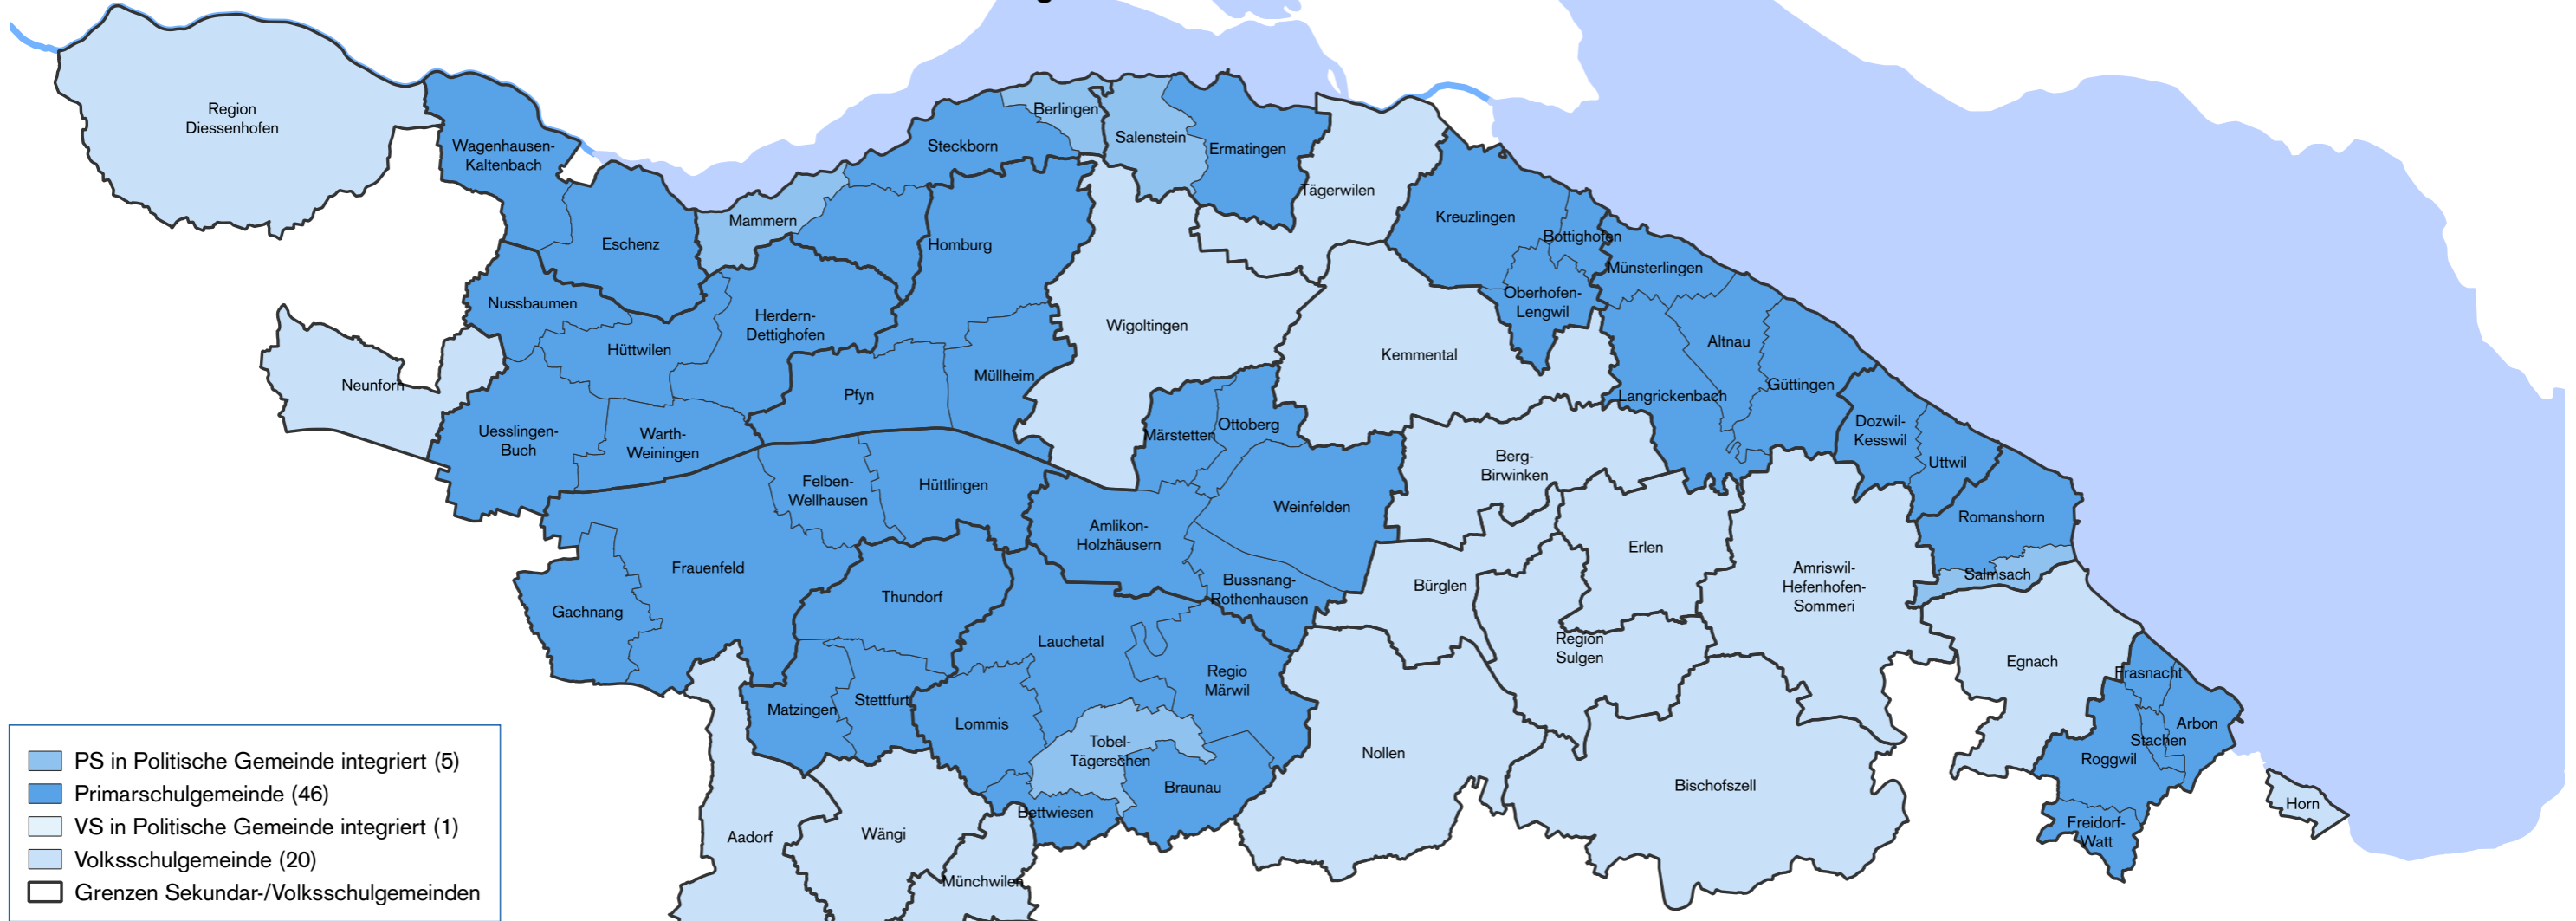 Region
Diessenhofen
Wagenhausen-
Kaltenbach
Eschenz
Mammern
Steckborn
Berlingen
Salenstein
Ermatingen
Tägerwilen
Kreuzlingen
Bottighofen
Münsterlingen
Homburg
Nussbaumen
Hüttwilen
Herdern-
Dettighofen
Neunforn
Uesslingen-
Buch
Warth-
Weiningen
Pfyn
Müllheim
Wigoltingen
Kemmental
Oberhofen-
Lengwil
Altnau
Langrickenbach
Güttingen
Dozwil-
Kesswil
Uttwil
Märstetten
Ottoberg
Berg-
Birwinken
Felben-
Wellhausen
Hüttlingen
Amlikon-
Holzhäusern
Weinfelden
Romanshorn
Salmsach
Frauenfeld
Gachnang
Thundorf
Bussnang-
Rothenhausen
Bürglen
Erlen
Amriswil-
Hefenhofen-
Sommeri
Region
Sulgen
Egnach
Frasnacht
Arbon
Stachen
Roggwil
Freidorf-
Watt
Horn
Lauchetal
Regio
Märwil
Matzingen
Stettfurt
Lommis
Tobel-
Tägerschen
Braunau
Bettwiesen
Nollen
Bischofszell
Aadorf
Wängi
Münchwilen
PS in Politische Gemeinde integriert (5)
Primarschulgemeinde (46)
VS in Politische Gemeinde integriert (1)
Volksschulgemeinde (20)
Grenzen Sekundar-/Volksschulgemeinden